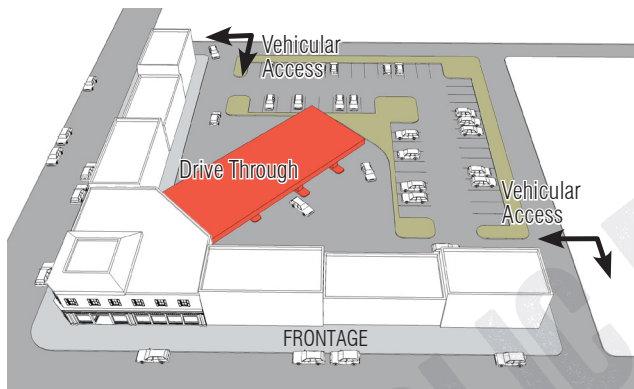 Vehicular
Access
Drive Through
Vehicular
Access
FRONTAGE